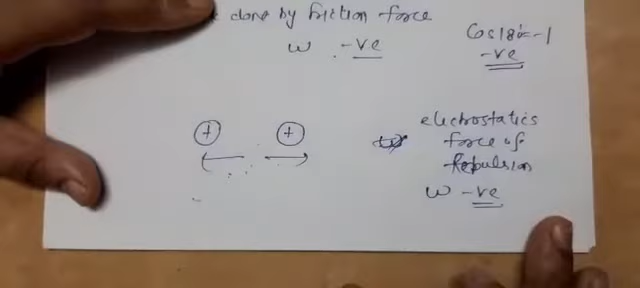 done by friction force
w -ve
Cos180=-1
-ve
+ +
electrostatics
force of
Repulsion
w -ve